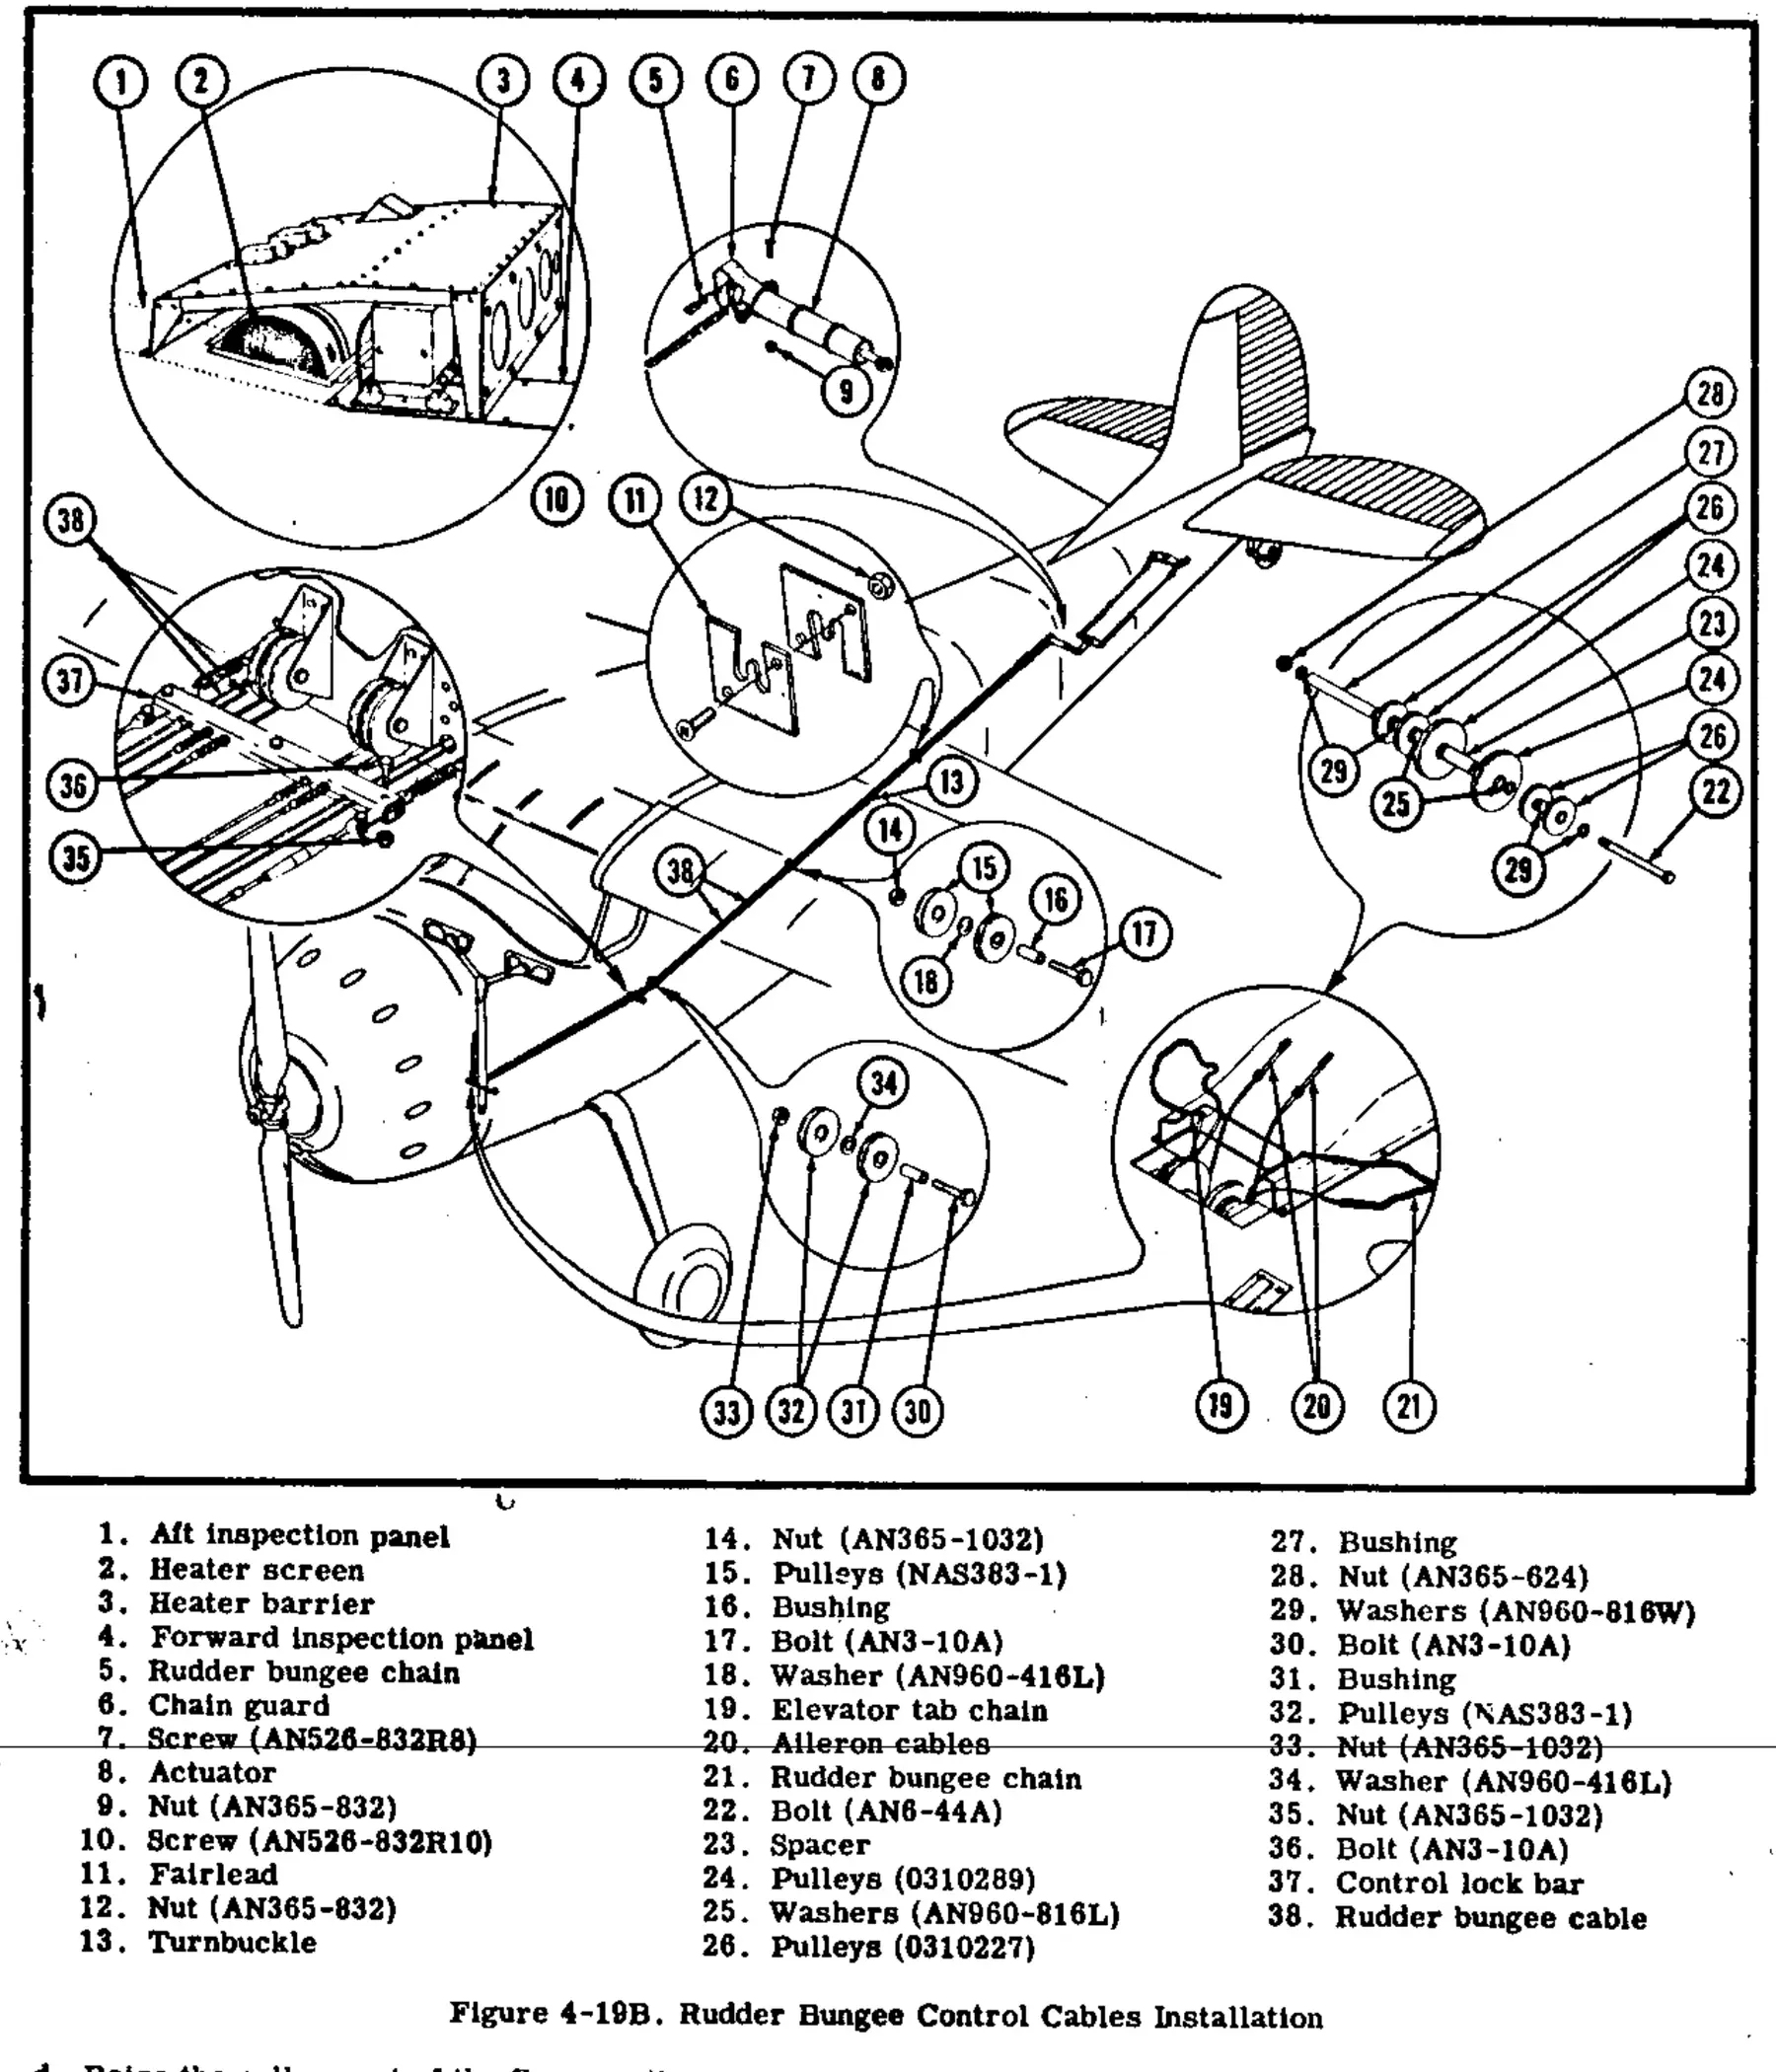 1 2 3 4 5 6 7 8
9
28
27
10 11 12
38
26
24
23
37
24
26
36
13
29
25
22
14
35
38
15
29
16
17
18
34
33 32 31 30
19 20 21
1. Aft inspection panel
2. Heater screen
3. Heater barrier
4. Forward inspection panel
5. Rudder bungee chain
6. Chain guard
7. Screw (AN526-832R8)
8. Actuator
9. Nut (AN365-832)
10. Screw (AN526-832R10)
11. Fairlead
12. Nut (AN365-832)
13. Turnbuckle
14. Nut (AN365-1032)
15. Pulleys (NAS383-1)
16. Bushing
17. Bolt (AN3-10A)
18. Washer (AN960-416L)
19. Elevator tab chain
20. Aileron cables
21. Rudder bungee chain
22. Bolt (AN6-44A)
23. Spacer
24. Pulleys (0310289)
25. Washers (AN960-816L)
26. Pulleys (0310227)
27. Bushing
28. Nut (AN365-624)
29. Washers (AN960-816W)
30. Bolt (AN3-10A)
31. Bushing
32. Pulleys (NAS383-1)
33. Nut (AN365-1032)
34. Washer (AN960-416L)
35. Nut (AN365-1032)
36. Bolt (AN3-10A)
37. Control lock bar
38. Rudder bungee cable
Figure 4-19B. Rudder Bungee Control Cables Installation